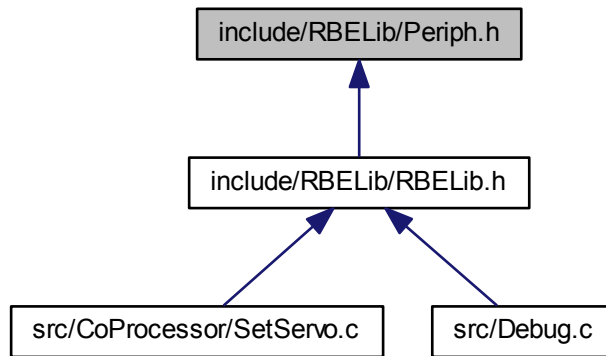 include/RBELib/Periph.h
include/RBELib/RBELib.h
src/CoProcessor/SetServo.c
src/Debug.c